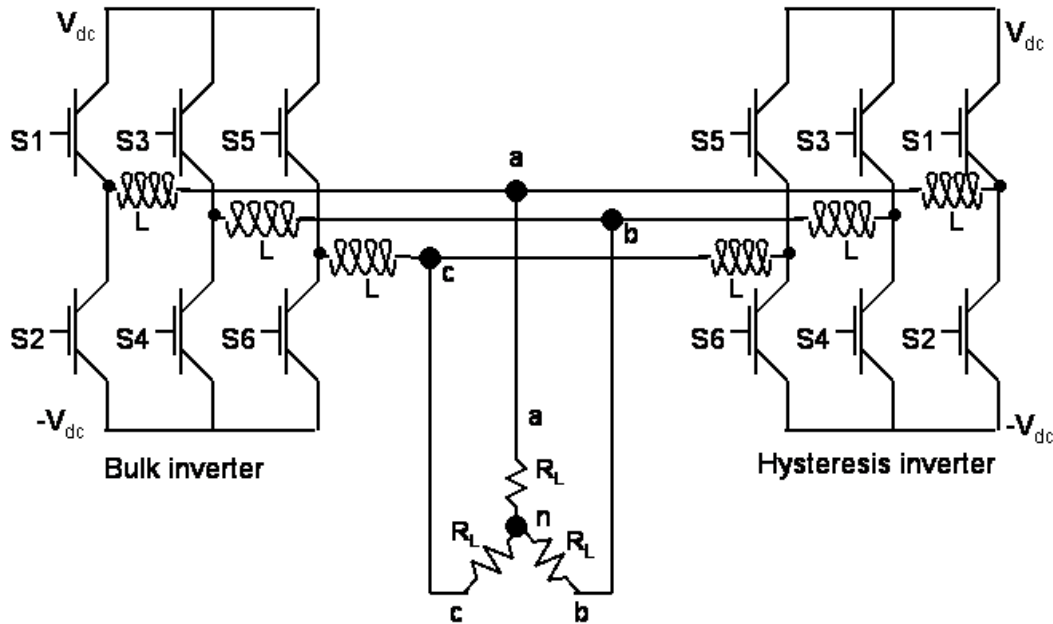 V_dc
V_dc
S1 S3 S5
S5 S3 S1
a
L
L
b
L
L
c
L
L
S2 S4 S6
S6 S4 S2
-V_dc
a
-V_dc
Bulk inverter
Hysteresis inverter
R_L
n
R_L
R_L
c
b